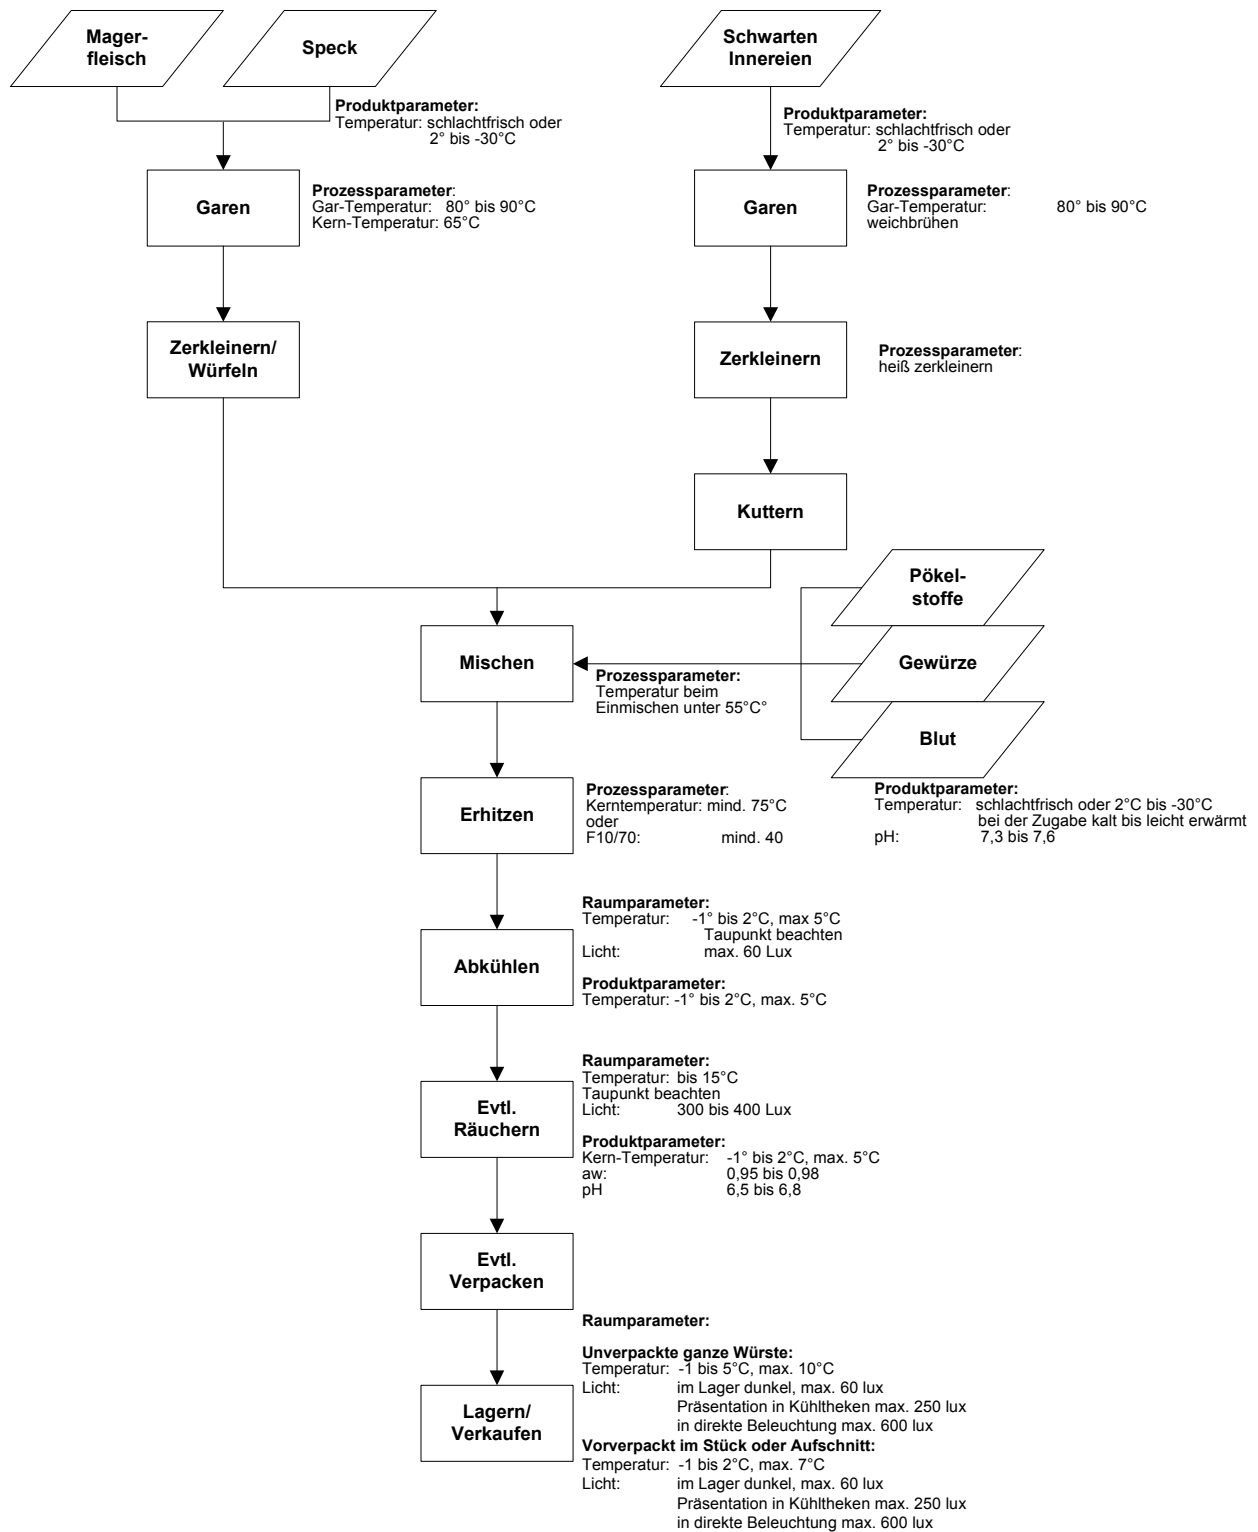 Mager-
fleisch
Speck
Schwarten
Innereien
Produktparameter:
Temperatur: schlachtfrisch oder
2° bis -30°C
Produktparameter:
Temperatur: schlachtfrisch oder
2° bis -30°C
Garen
Prozessparameter:
Gar-Temperatur: 80° bis 90°C
Kern-Temperatur: 65°C
Garen
Prozessparameter:
Gar-Temperatur: 80° bis 90°C
weichbrühen
Zerkleinern/
Würfeln
Zerkleinern
Prozessparameter:
heiß zerkleinern
Kuttern
Pökel-
stoffe
Mischen
Gewürze
Prozessparameter:
Temperatur beim
Einmischen unter 55°C°
Blut
Erhitzen
Prozessparameter:
Kerntemperatur: mind. 75°C
oder
F10/70: mind. 40
Produktparameter:
Temperatur: schlachtfrisch oder 2°C bis -30°C
bei der Zugabe kalt bis leicht erwärmt
pH: 7,3 bis 7,6
Abkühlen
Raumparameter:
Temperatur: -1° bis 2°C, max 5°C
Taupunkt beachten
Licht: max. 60 Lux
Produktparameter:
Temperatur: -1° bis 2°C, max. 5°C
Evtl.
Räuchern
Raumparameter:
Temperatur: bis 15°C
Taupunkt beachten
Licht: 300 bis 400 Lux
Produktparameter:
Kern-Temperatur: -1° bis 2°C, max. 5°C
aw: 0,95 bis 0,98
pH 6,5 bis 6,8
Evtl.
Verpacken
Lagern/
Verkaufen
Raumparameter:
Unverpackte ganze Würste:
Temperatur: -1 bis 5°C, max. 10°C
Licht: im Lager dunkel, max. 60 lux
Präsentation in Kühltheken max. 250 lux
in direkte Beleuchtung max. 600 lux
Vorverpackt im Stück oder Aufschnitt:
Temperatur: -1 bis 2°C, max. 7°C
Licht: im Lager dunkel, max. 60 lux
Präsentation in Kühltheken max. 250 lux
in direkte Beleuchtung max. 600 lux